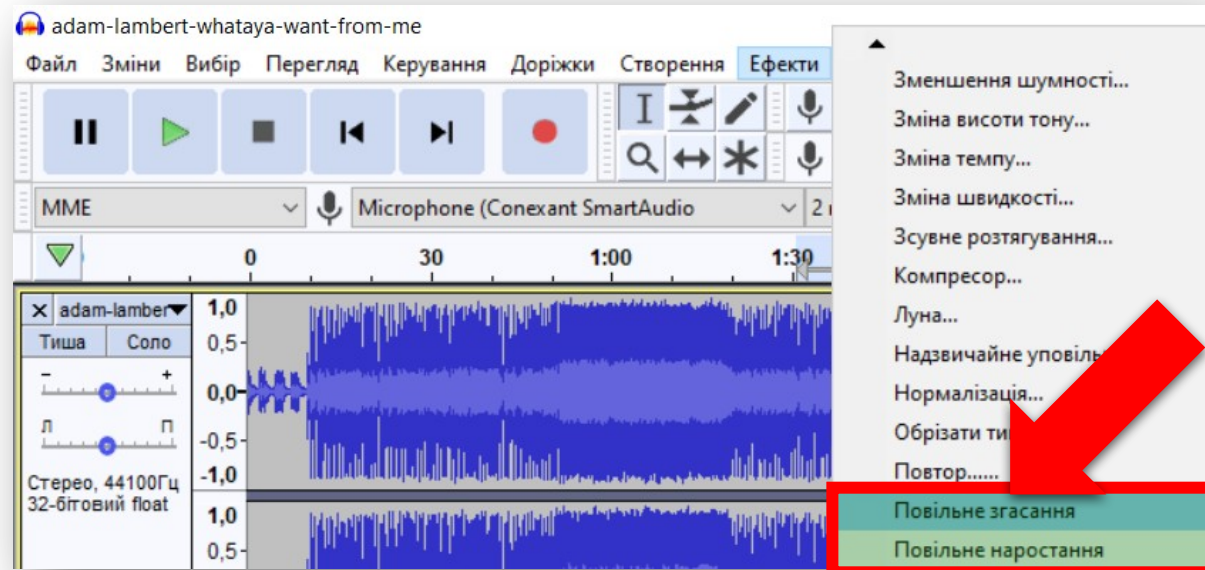 adam-lambert-whataya-want-from-me
Файл Зміни Вибір Перегляд Керування Доріжки Створення Ефекти
MME Microphone (Conexant SmartAudio 2
0 30 1:00 1:30
adam-lamber
Тиша Соло
- +
Л П
Стерео, 44100Гц
32-бітовий float
1,0
0,5
0,0
-0,5
-1,0
1,0
0,5
Зменшення шумності...
Зміна висоти тону...
Зміна темпу...
Зміна швидкості...
Зсувне розтягування...
Компресор...
Луна...
Надзвичайне
Нормалізація...
Обрізати
Повтор......
Повільне згасання
Повільне наростання